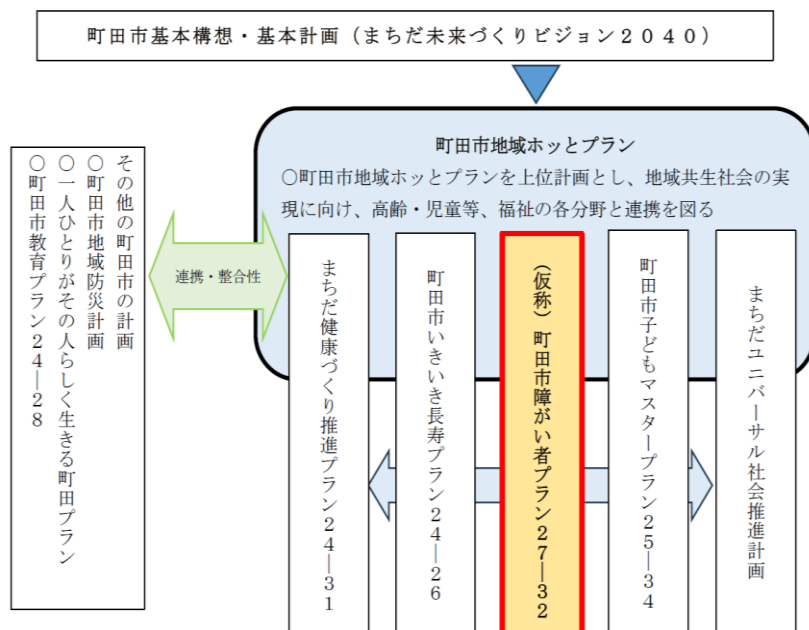 町田市基本構想・基本計画（まちだ未来づくりビジョン２０４０）
町田市地域ホッとプラン
〇町田市地域ホッとプランを上位計画とし、地域共生社会の実
現に向け、高齢・児童等、福祉の各分野と連携を図る
その他の町田市の計画
〇町田市地域防災計画
〇一人ひとりがその人らしく生きる町田プラン
〇町田市教育プラン２４―２８
連携・整合性
まちだ健康づくり推進プラン２４―３１
町田市いきいき長寿プラン２４―２６
（仮称）町田市障がい者プラン２７―３２
町田市子どもマスタープラン２５―３４
まちだユニバーサル社会推進計画